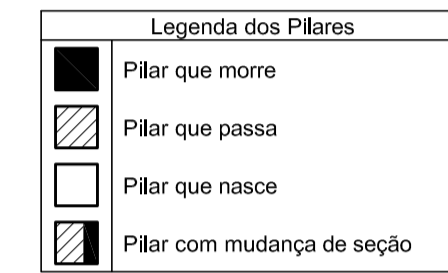 Legenda dos Pilares
Pilar que morre
Pilar que passa
Pilar que nasce
Pilar com mudança de seção